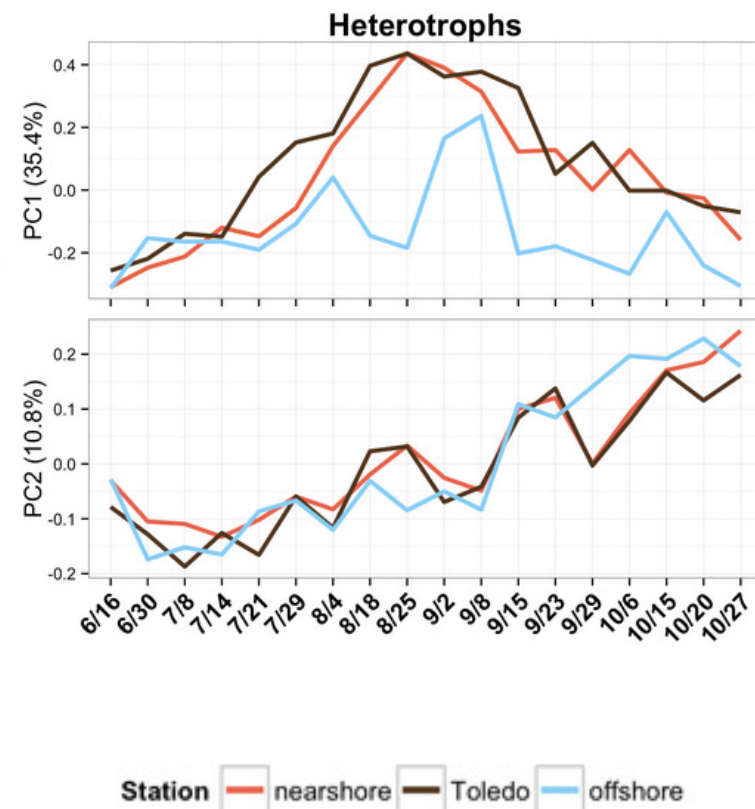 Heterotrophs
PC1 (35.4%)
0.4
0.2
0.0
-0.2
PC2 (10.8%)
0.2
0.1
0.0
-0.1
-0.2
6/16 6/30 7/8 7/14 7/21 7/29 8/4 8/18 8/25 9/2 9/8 9/15 9/23 9/29 10/6 10/15 10/20 10/27
Station nearshore Toledo offshore